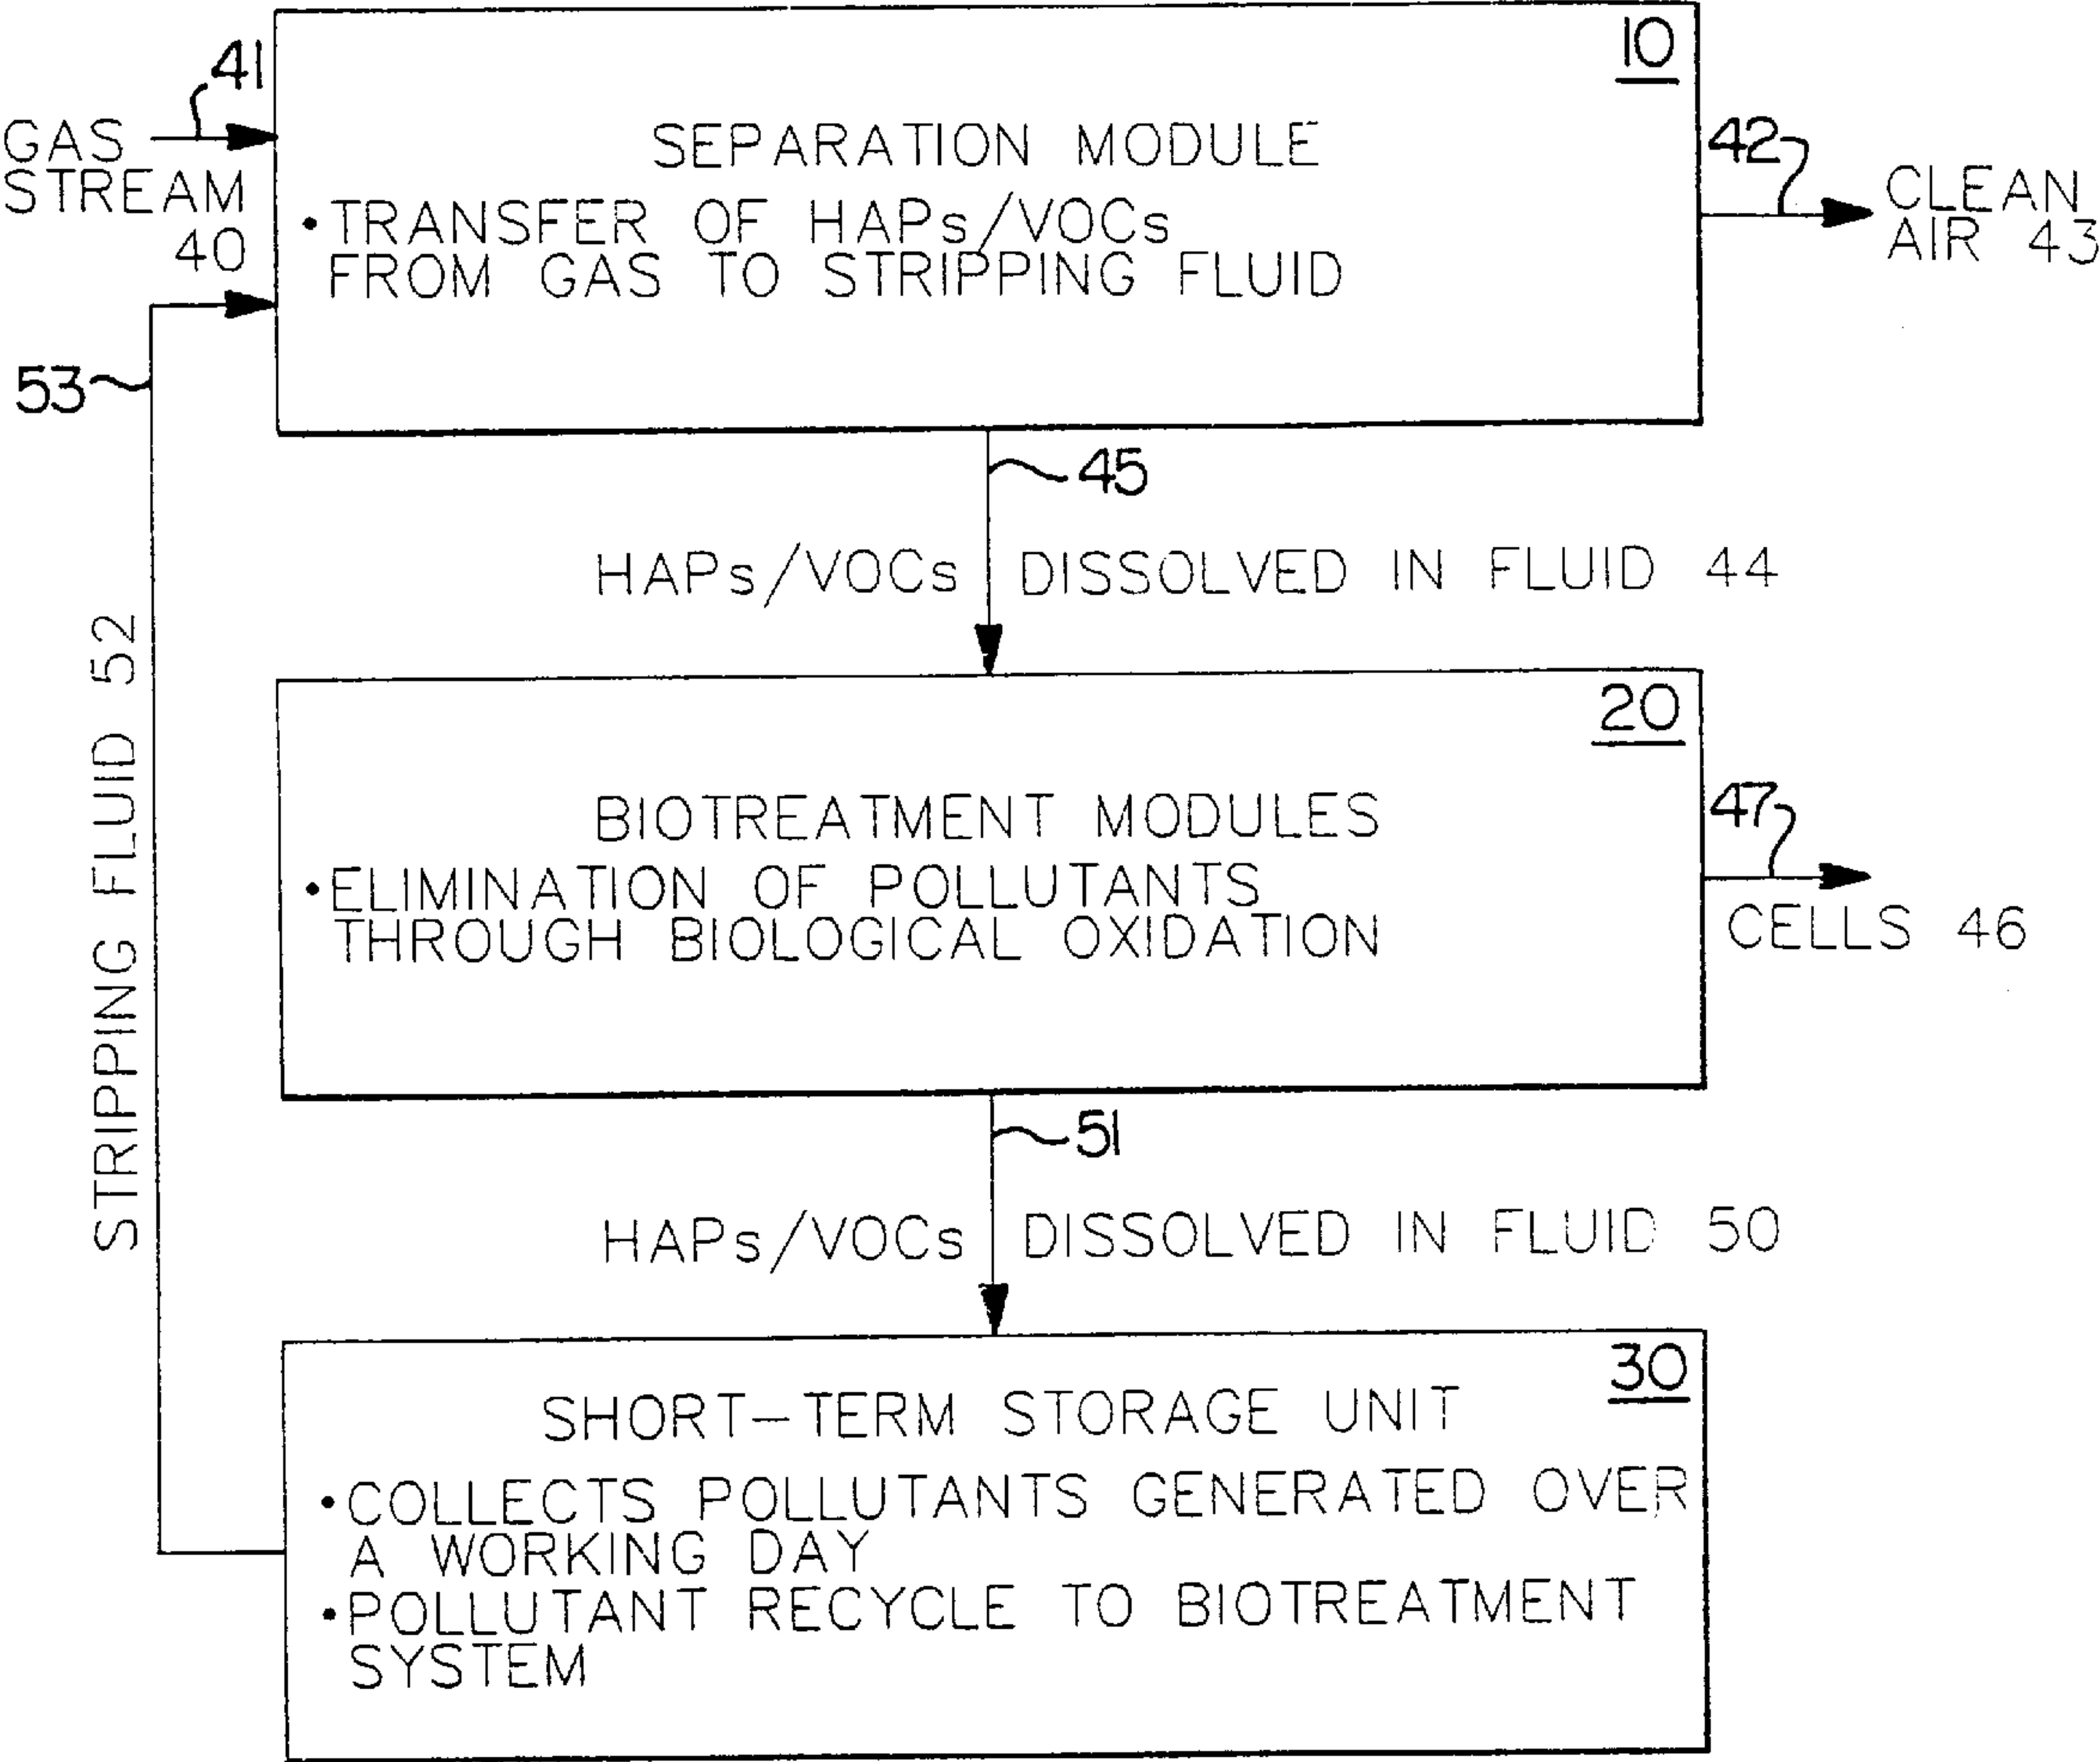 10
41
GAS
STREAM
40
SEPARATION MODULE
•TRANSFER OF HAPs/VOCs
FROM GAS TO STRIPPING FLUID
42
CLEAN
AIR 43
53
45
HAPs/VOCs DISSOLVED IN FLUID 44
STRIPPING FLUID 52
20
BIOTREATMENT MODULES
•ELIMINATION OF POLLUTANTS
THROUGH BIOLOGICAL OXIDATION
47
CELLS 46
51
HAPs/VOCs DISSOLVED IN FLUID 50
30
SHORT-TERM STORAGE UNIT
•COLLECTS POLLUTANTS GENERATED OVER
A WORKING DAY
•POLLUTANT RECYCLE TO BIOTREATMENT
SYSTEM